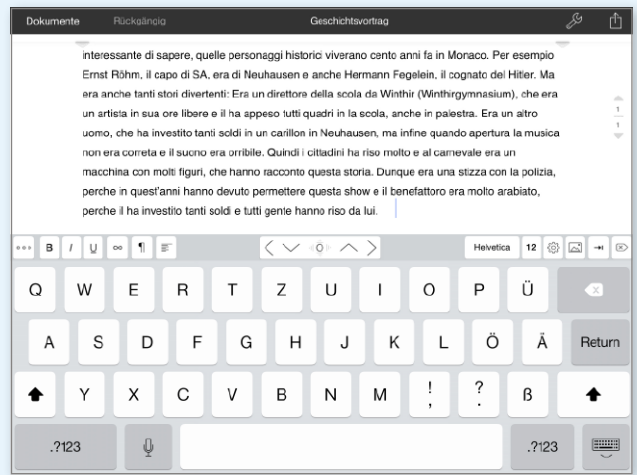 Dokumente Rückgängig Geschichtsvortrag
interessante di sapere, quelle personaggi historici viverano cento anni fa in Monaco. Per esempio
Ernst Röhm, il capo di SA, era di Neuhausen e anche Hermann Fegelein, il cognato del Hitler. Ma
era anche tanti stori divertenti: Era un direttore della scola da Winthir (Winthirgymnasium), che era
un artista in sua ore libere e il ha appeso tutti quadri in la scola, anche in palestra. Era un altro
uomo, che ha investito tanti soldi in un carillon in Neuhausen, ma infine quando apertura la musica
non era correta e il suono era orribile. Quindi i cittadini ha riso molto e al carnevale era un
macchina con molti figuri, che hanno racconto questa storia. Dunque era una stizza con la polizia,
perche in quest'anni hanno devuto permettere questa show e il benefattoro era molto arabiato,
perche il ha investito tanti soldi e tutti gente hanno riso da lui.
1
1
B I U ∞ ¶ Helvetica 12
Q W E R T Z U I O P Ü
A S D F G H J K L Ö Ä Return
Y X C V B N M ! , ? . ß
.?123 .?123